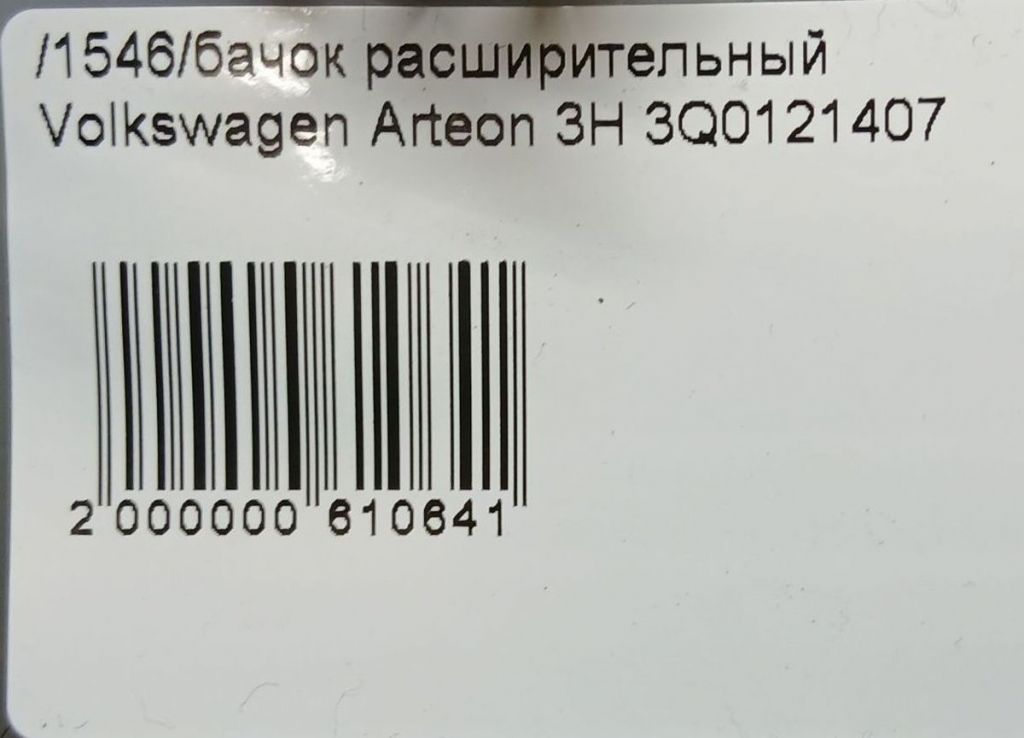 /1546/бачок расширительный
Volkswagen Arteon 3H 3Q0121407
2 000000 610641